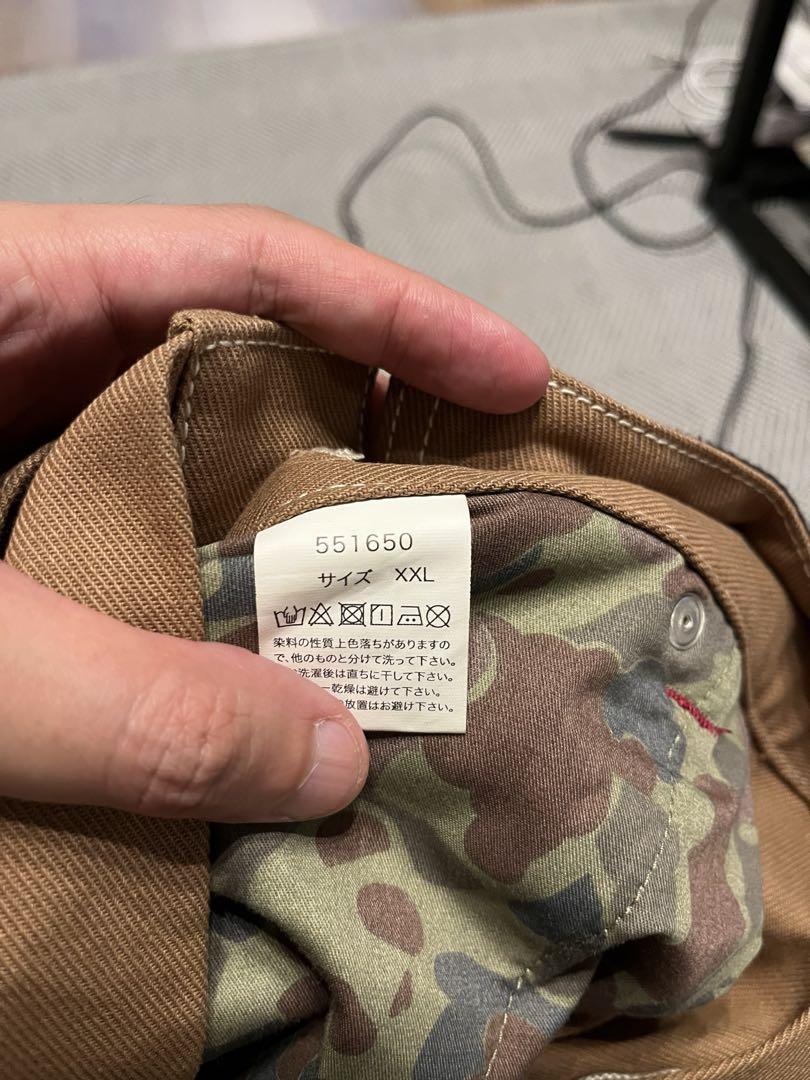 551650
サイズ XXL
染料の性質上色落ちがありますの
で、他のものと分けて洗って下さい。
洗濯後は直ちに干して下さい。
ー乾燥は避けて下さい。
放置はお避け下さい。